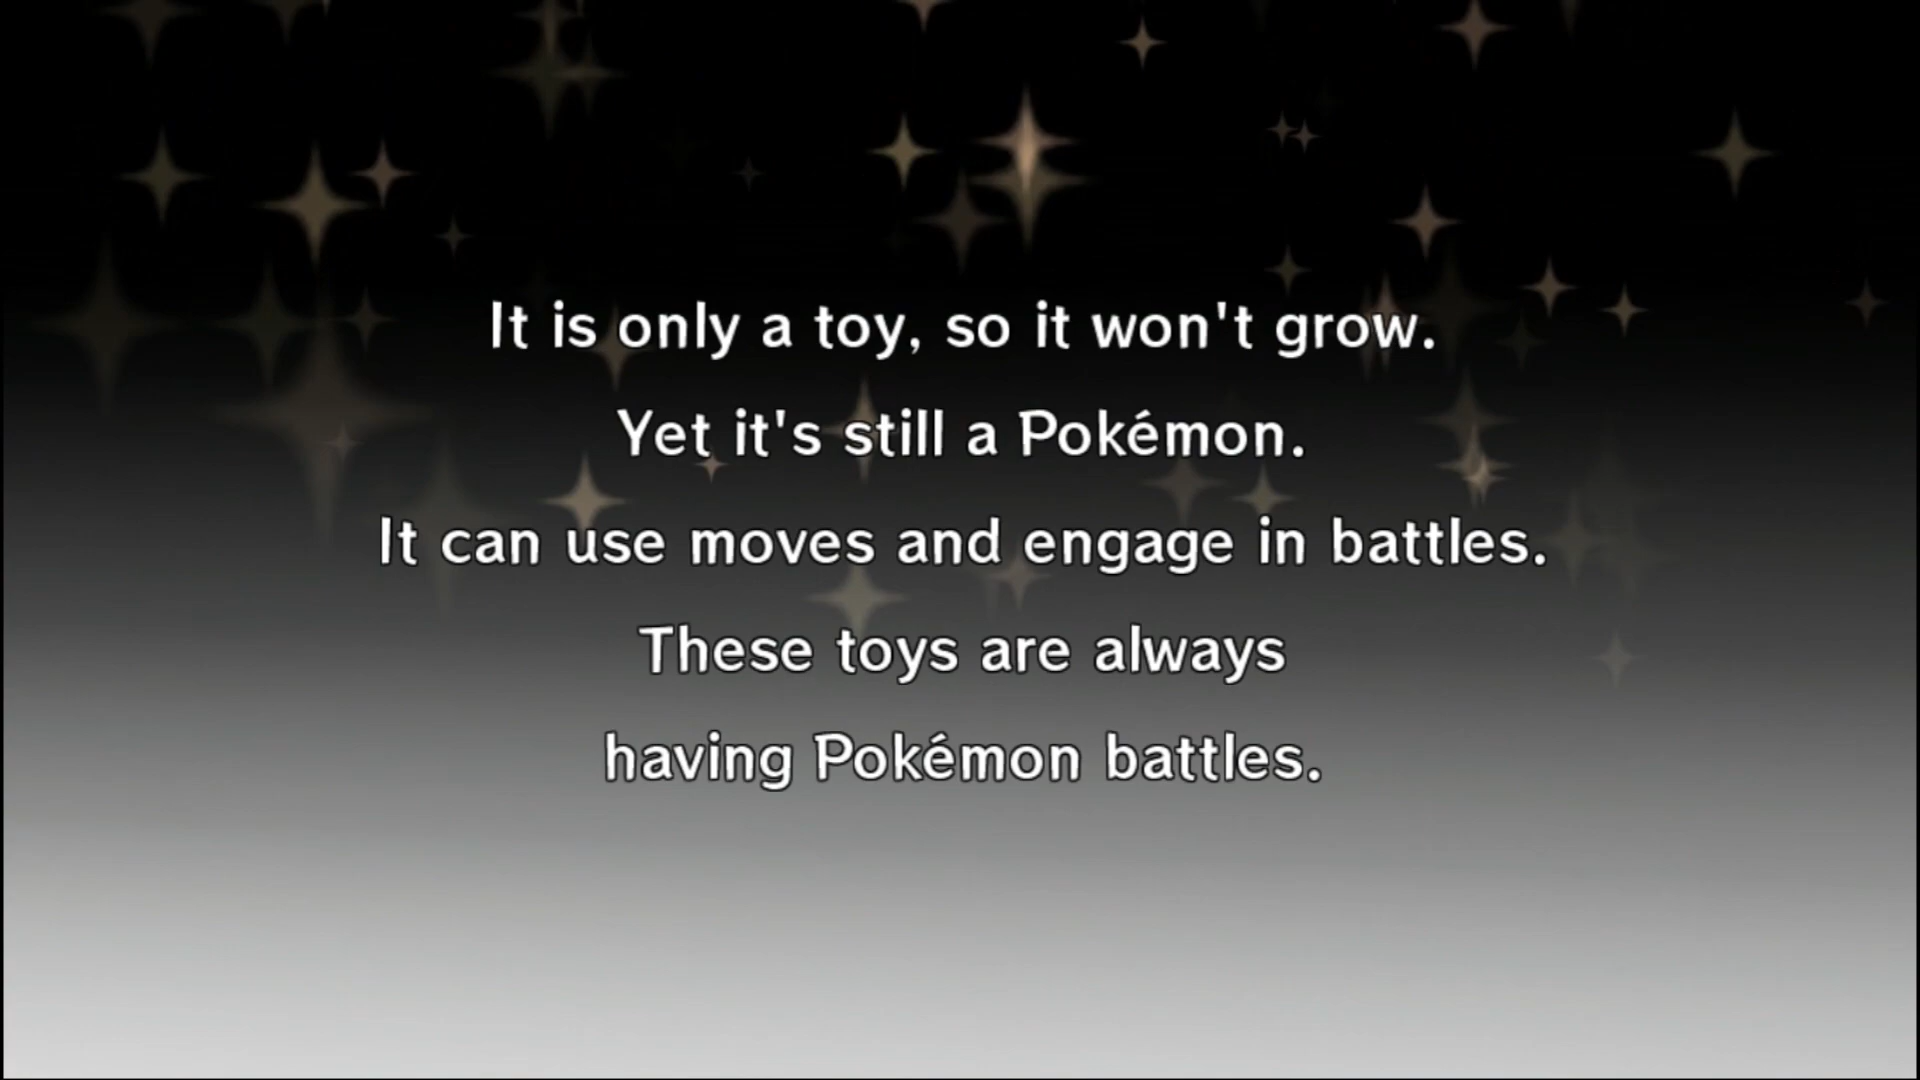 It is only a toy, so it won't grow.
Yet it's still a Pokémon.
It can use moves and engage in battles.
These toys are always
having Pokémon battles.